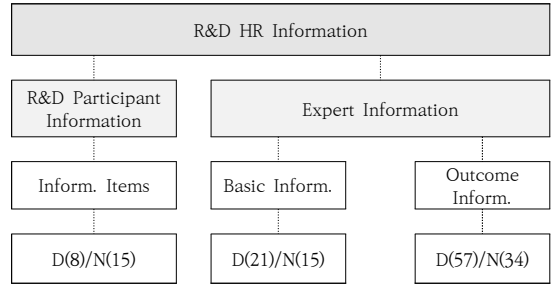 R&D HR Information
R&D Participant
Information
Expert Information
Inform. Items
Basic Inform.
Outcome
Inform.
D(8)/N(15)
D(21)/N(15)
D(57)/N(34)